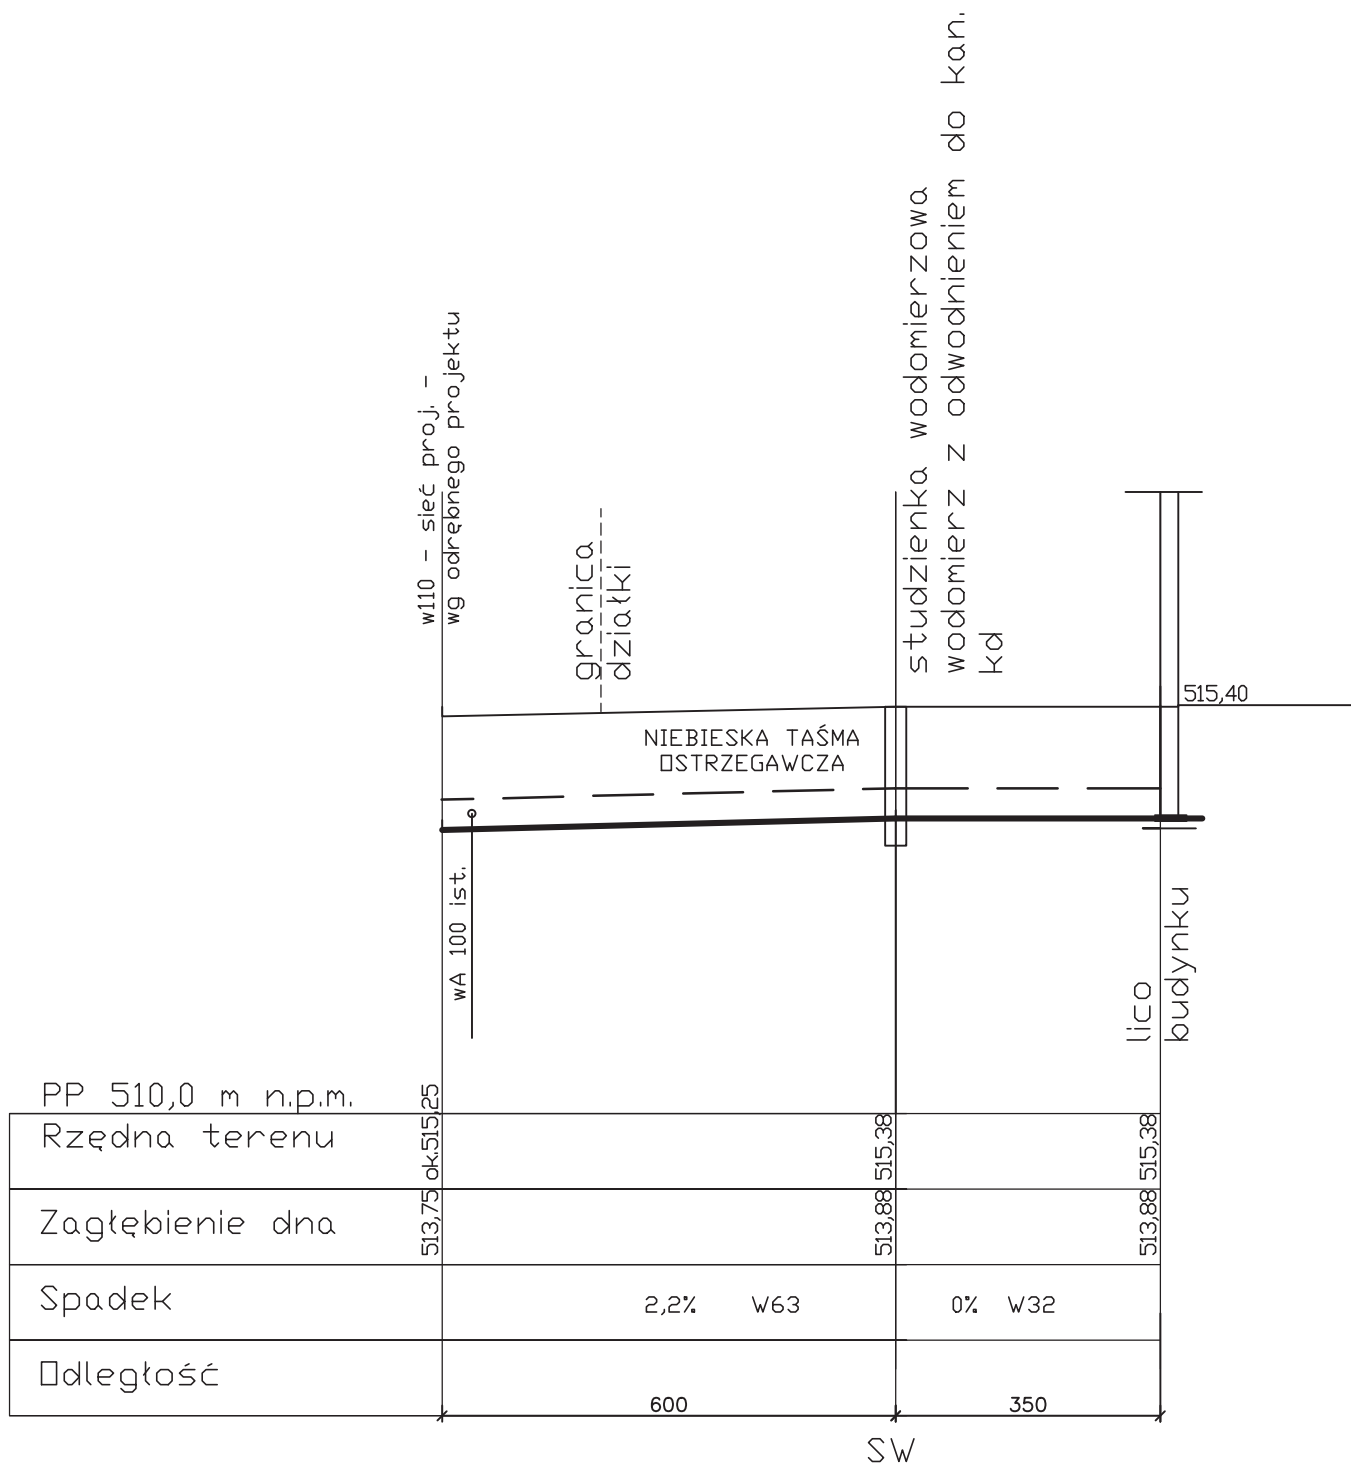 w110 - sieć proj. -
wg odrębnego projektu
granica
działki
studzienka wodomierzowa
wodomierz z odwodnieniem do kan.
kd
515,40
NIEBIESKA TAŚMA
OSTRZEGAWCZA
wA 100 ist.
lico
budynku
PP 510,0 m n.p.m.
Rzędna terenu
ok.515,25
515,38
515,38
Zagłębienie dna
513,75
513,88
513,88
Spadek
2,2% W63
0% W32
Odległość
600
350
SW